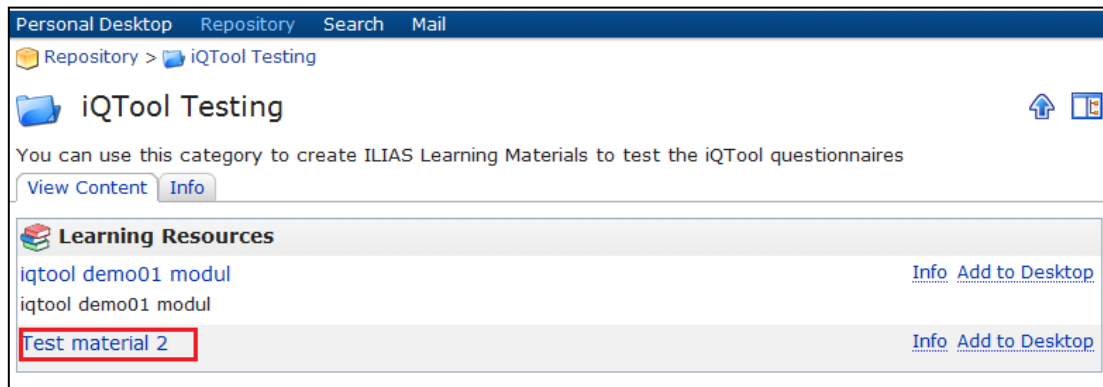 Personal Desktop Repository Search Mail
Repository > iQTool Testing
iQTool Testing
You can use this category to create ILIAS Learning Materials to test the iQTool questionnaires
View Content Info
Learning Resources
iqtool demo01 modul Info Add to Desktop
iqtool demo01 modul
Test material 2 Info Add to Desktop